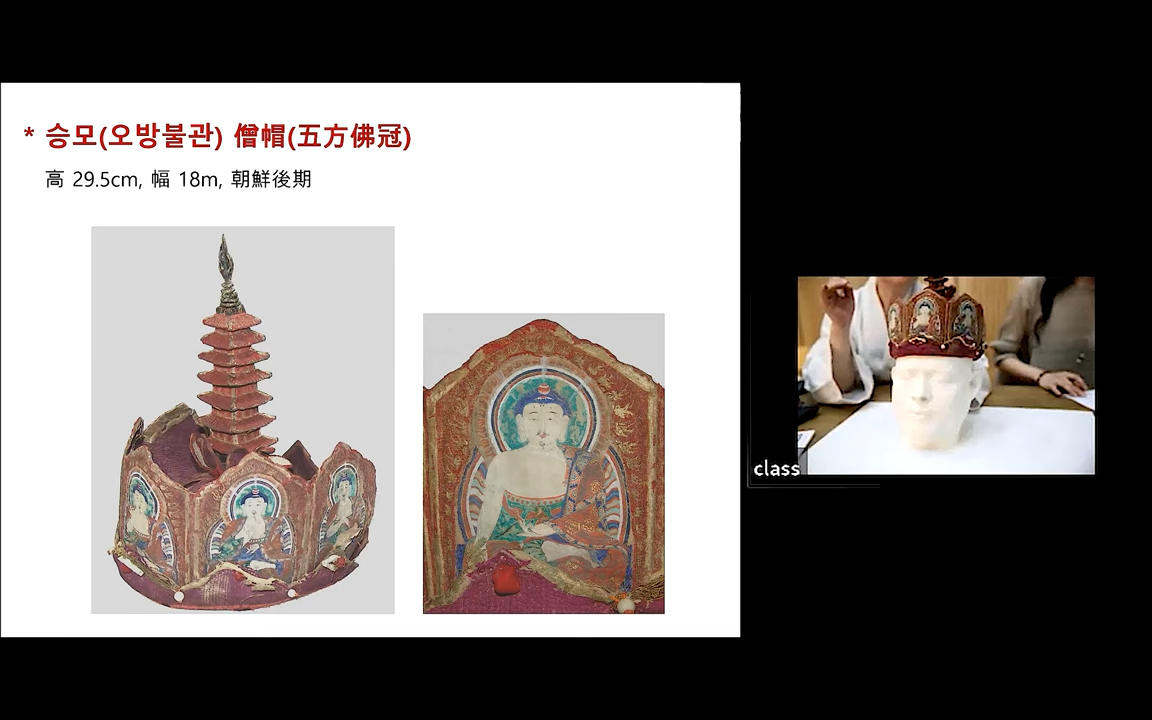 * 승모(오방불관) 僧帽(五方佛冠)
高 29.5cm, 幅 18m, 朝鮮後期
class